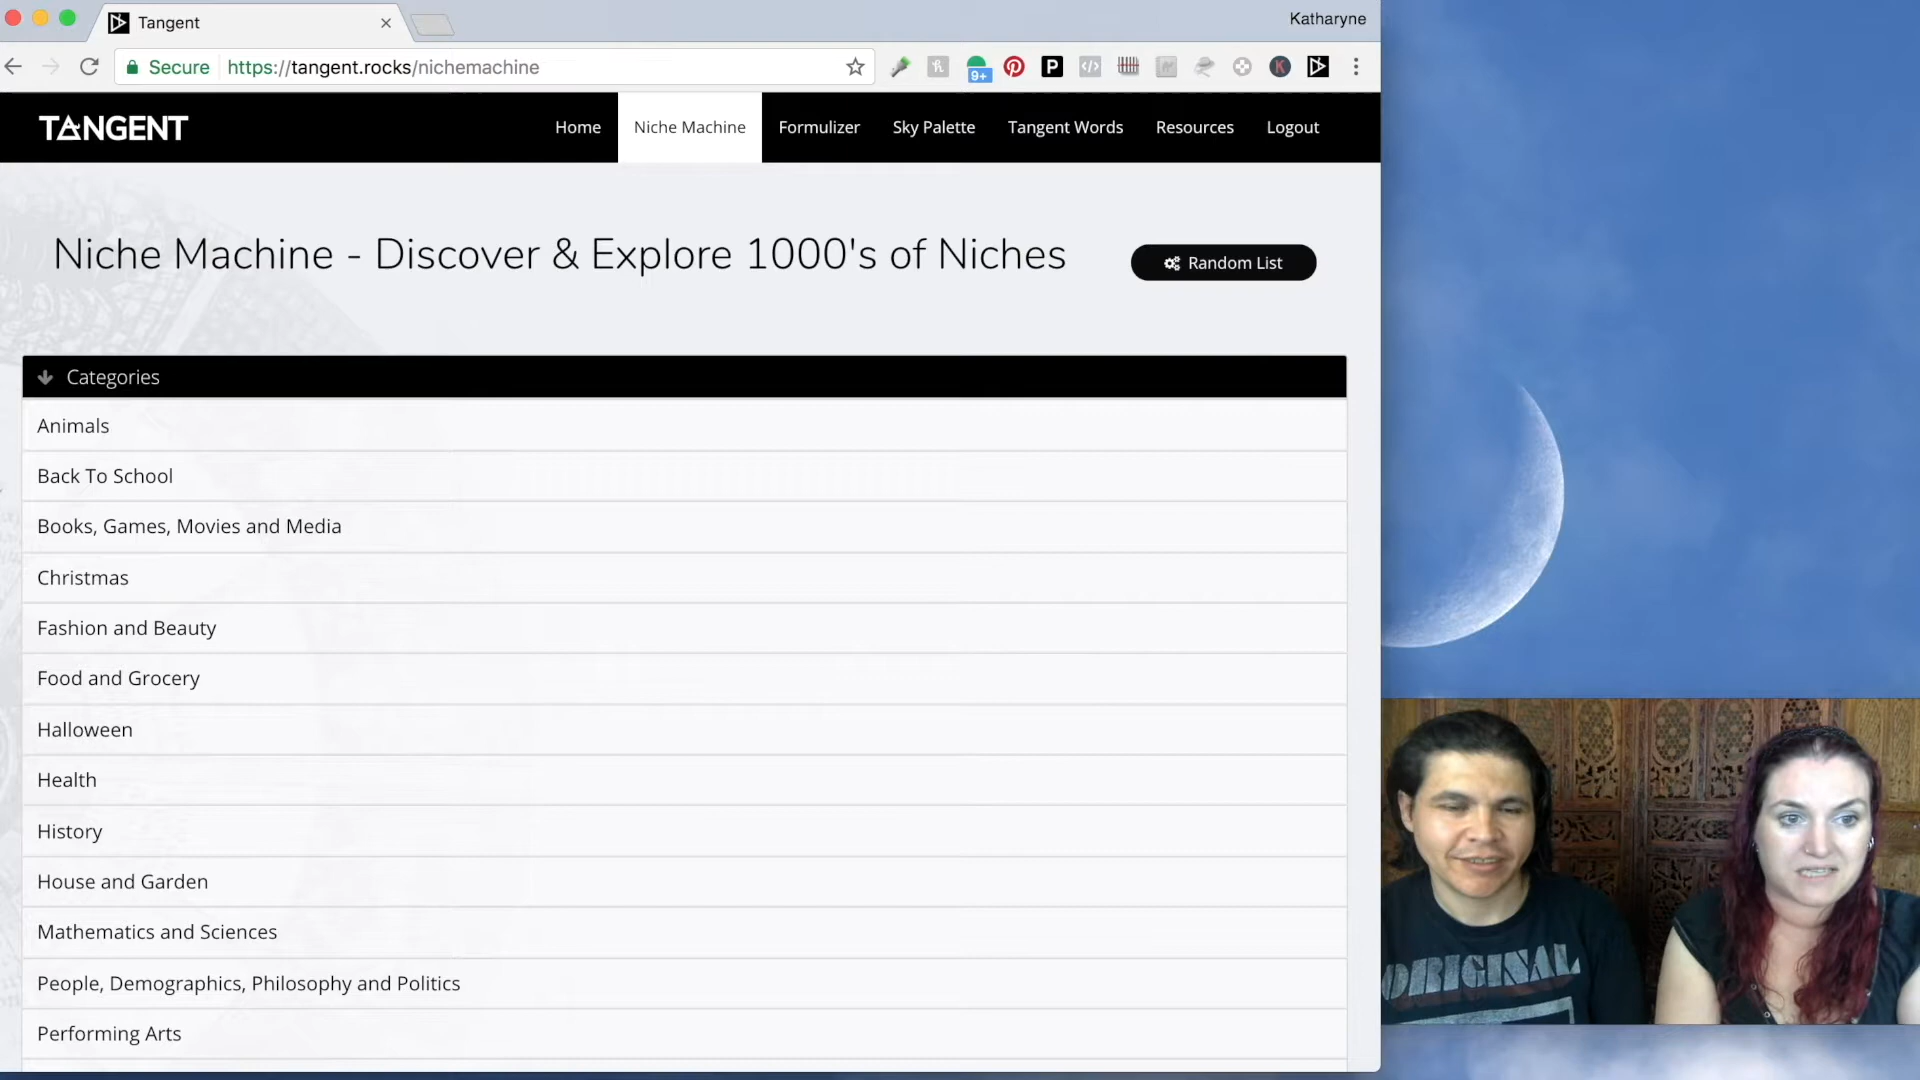 Tangent
Katharyne
Secure https://tangent.rocks/nichemachine
9+
P
K
TANGENT
Home Niche Machine Formulizer Sky Palette Tangent Words Resources Logout
Niche Machine - Discover & Explore 1000's of Niches
Random List
Categories
Animals
Back To School
Books, Games, Movies and Media
Christmas
Fashion and Beauty
Food and Grocery
Halloween
Health
History
House and Garden
Mathematics and Sciences
People, Demographics, Philosophy and Politics
Performing Arts
ORIGINAL